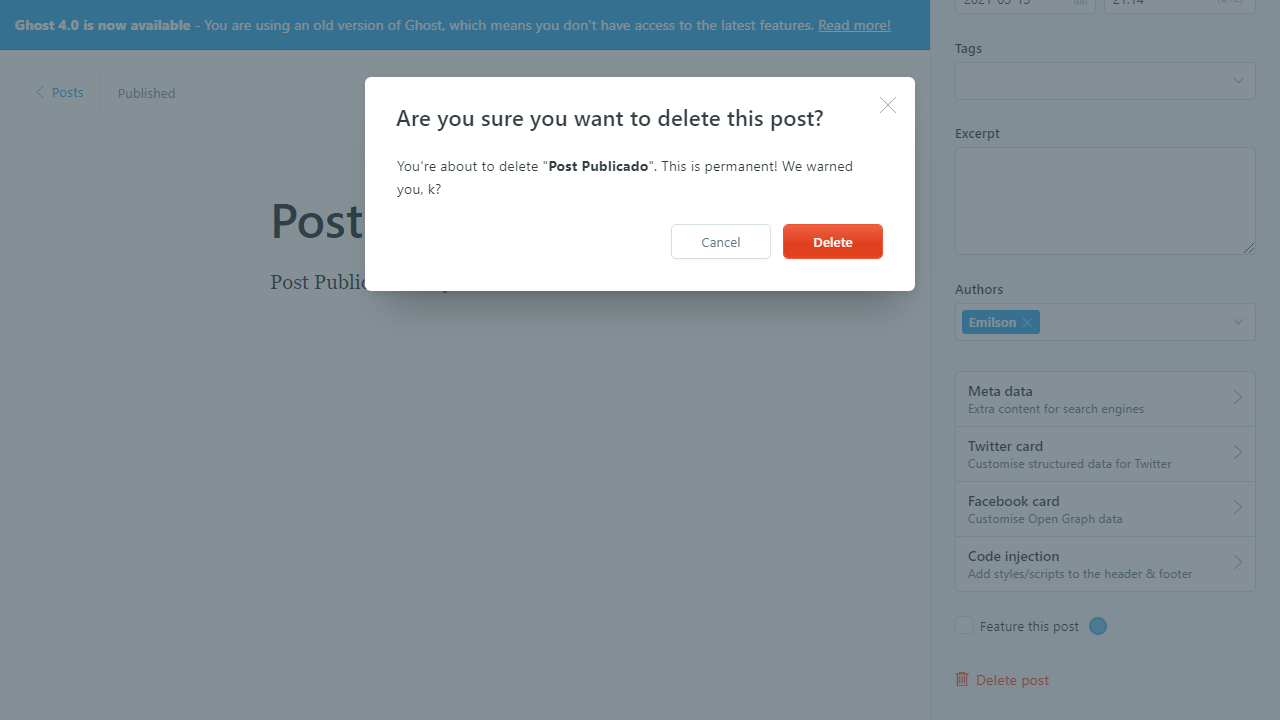 Ghost 4.0 is now available - You are using an old version of Ghost, which means you don't have access to the latest features. Read more!
Posts
Published
Are you sure you want to delete this post?
You're about to delete "Post Publicado". This is permanent! We warned
you, k?
Cancel
Delete
Post
Post Public
Tags
Excerpt
Authors
Emilson
Meta data
Extra content for search engines
Twitter card
Customise structured data for Twitter
Facebook card
Customise Open Graph data
Code injection
Add styles/scripts to the header & footer
Feature this post
Delete post